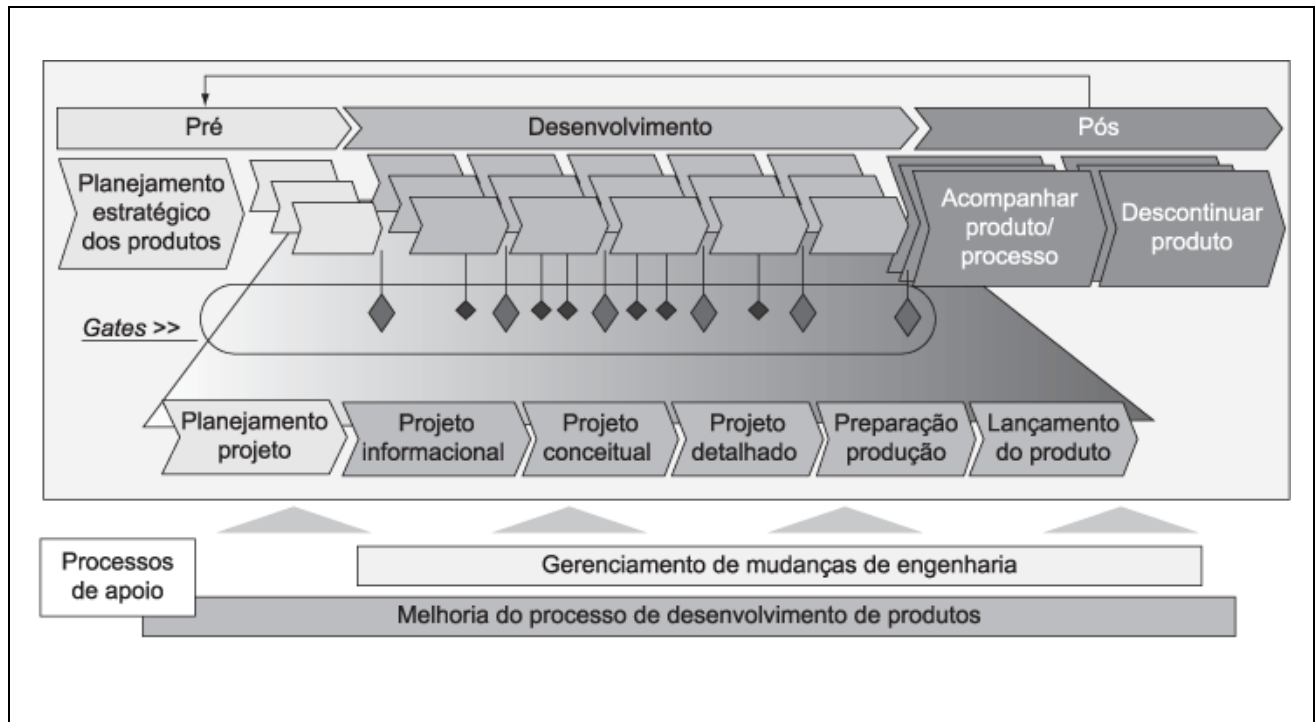 Pré
Desenvolvimento
Pós
Planejamento
estratégico
dos produtos
Acompanhar
produto/
processo
Descontinuar
produto
Gates >>
Planejamento
projeto
Projeto
informacional
Projeto
conceitual
Projeto
detalhado
Preparação
produção
Lançamento
do produto
Processos
de apoio
Gerenciamento de mudanças de engenharia
Melhoria do processo de desenvolvimento de produtos